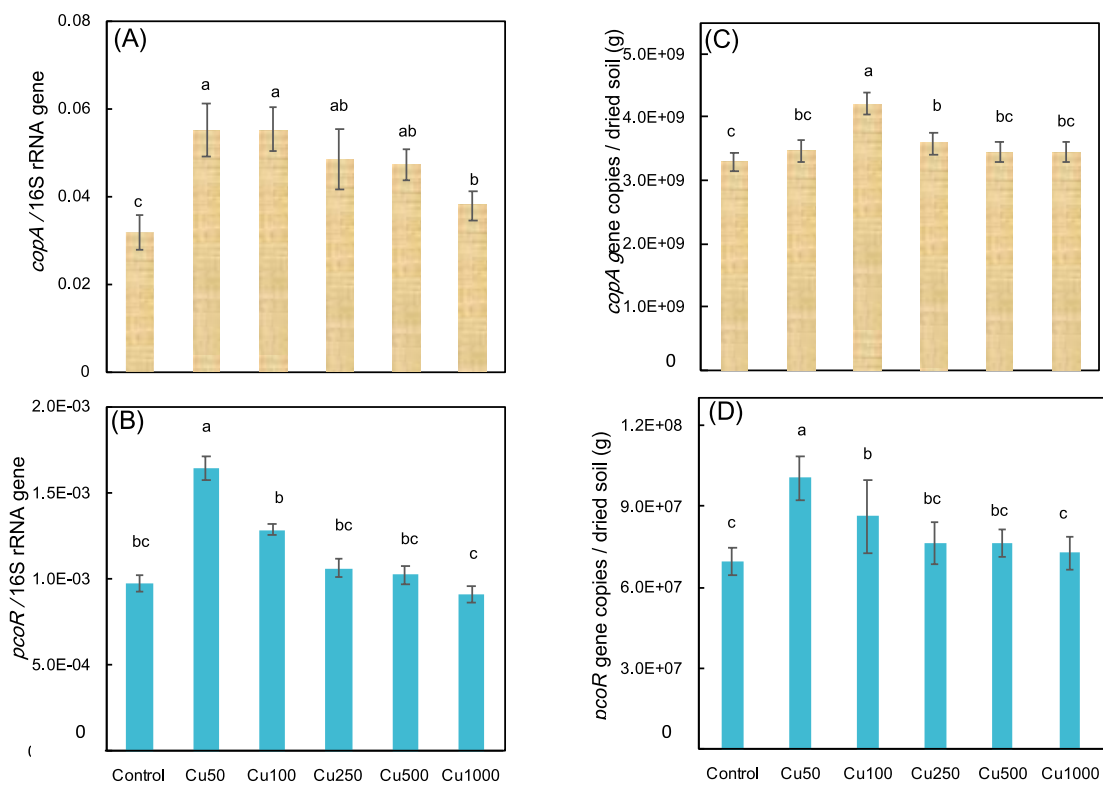 (A)
copA /16S rRNA gene
0.08
0.06
0.04
0.02
0
c
a
a
ab
ab
b
(C)
copA gene copies / dried soil (g)
5.0E+09
4.0E+09
3.0E+09
2.0E+09
1.0E+09
0
c
bc
a
b
bc
bc
(B)
pcoR /16S rRNA gene
2.0E-03
1.5E-03
1.0E-03
5.0E-04
0
bc
a
b
bc
bc
c
Control Cu50 Cu100 Cu250 Cu500 Cu1000
(D)
pcoR gene copies / dried soil (g)
1.2E+08
9.0E+07
6.0E+07
3.0E+07
0
c
a
b
bc
bc
c
Control Cu50 Cu100 Cu250 Cu500 Cu1000